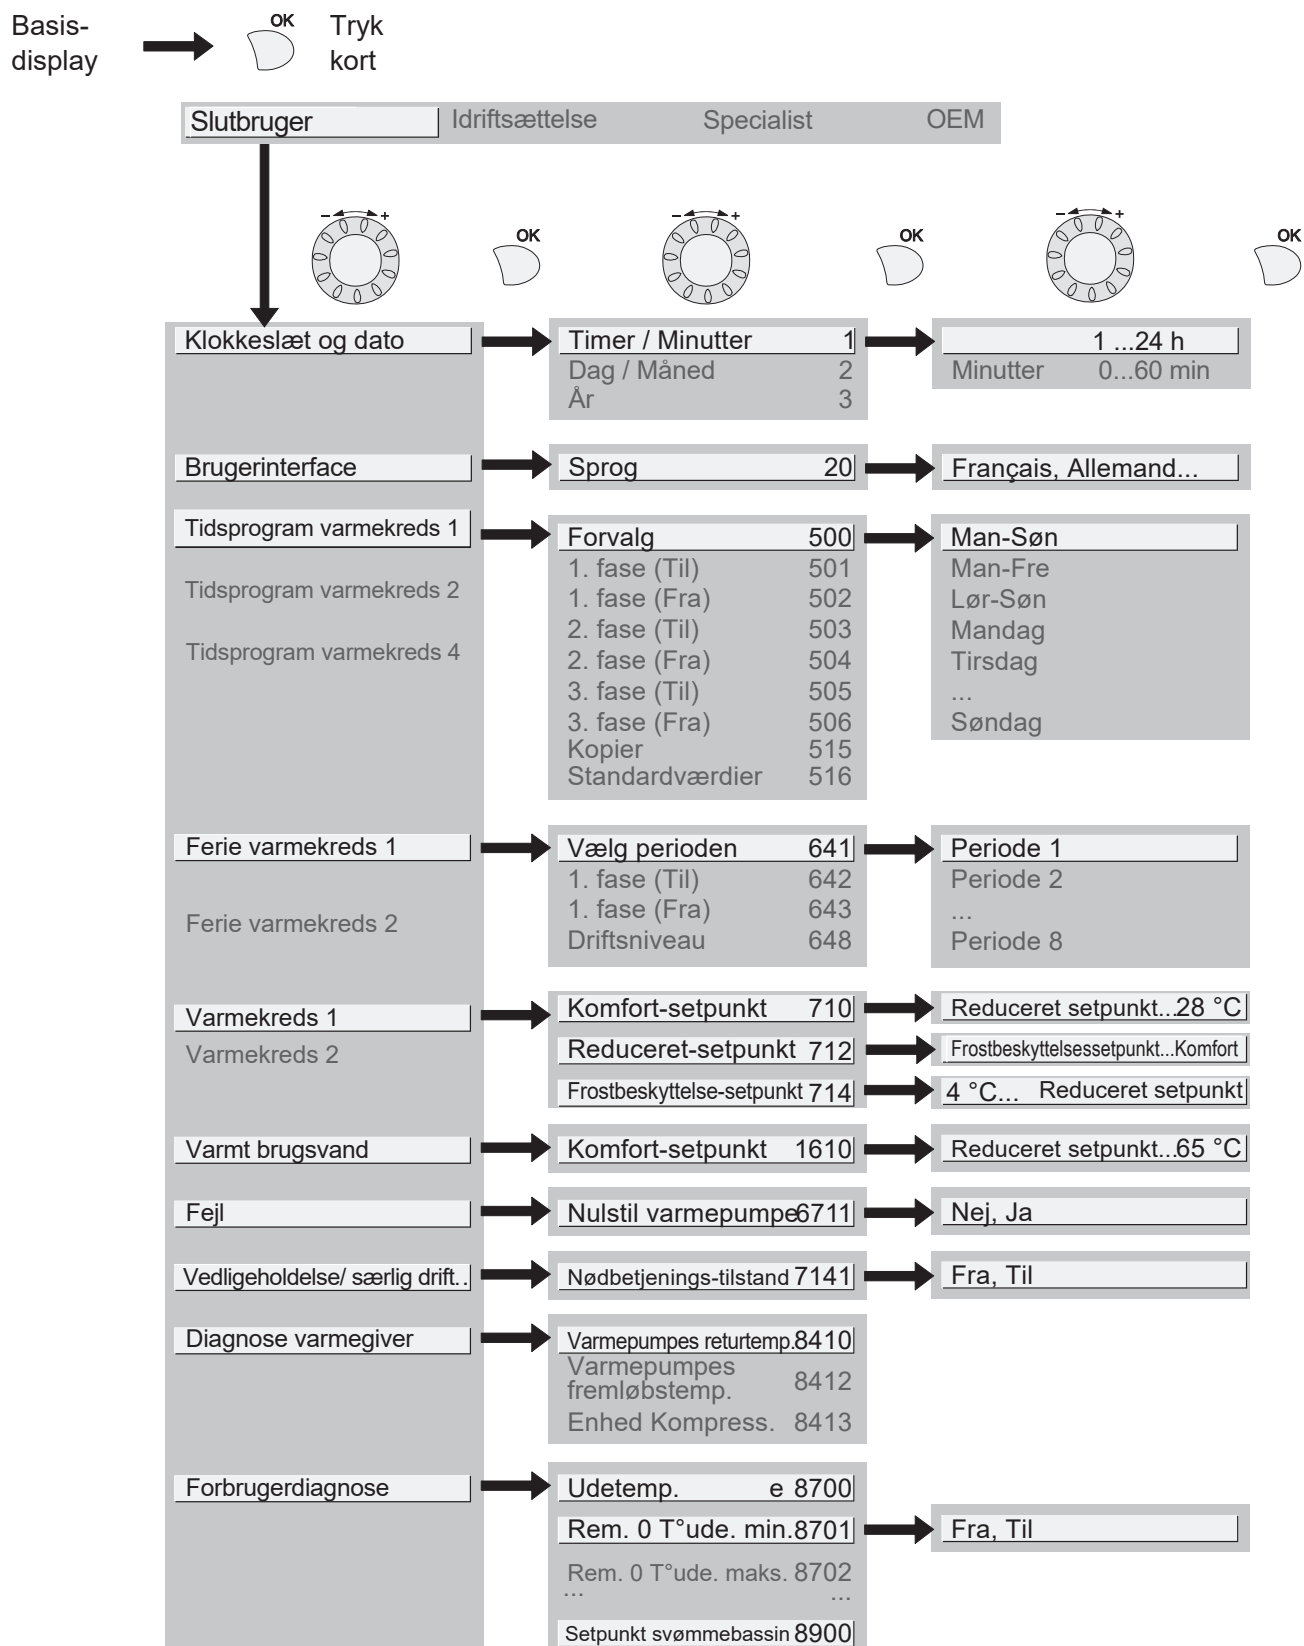 Basis-
display
OK
Tryk
kort
Slutbruger Idriftsættelse Specialist OEM
- +
OK
- +
OK
- +
OK
Klokkeslæt og dato
Timer / Minutter 1
1 ...24 h
Dag / Måned 2
Minutter 0...60 min
År 3
Brugerinterface
Sprog 20
Français, Allemand...
Tidsprogram varmekreds 1
Tidsprogram varmekreds 2
Tidsprogram varmekreds 4
Forvalg 500
1. fase (Til) 501
1. fase (Fra) 502
2. fase (Til) 503
2. fase (Fra) 504
3. fase (Til) 505
3. fase (Fra) 506
Kopier 515
Standardværdier 516
Man-Søn
Man-Fre
Lør-Søn
Mandag
Tirsdag
...
Søndag
Ferie varmekreds 1
Ferie varmekreds 2
Vælg perioden 641
1. fase (Til) 642
1. fase (Fra) 643
Driftsniveau 648
Periode 1
Periode 2
...
Periode 8
Varmekreds 1
Varmekreds 2
Komfort-setpunkt 710
Reduceret setpunkt...28 °C
Reduceret-setpunkt 712
Frostbeskyttelsessetpunkt...Komfort
Frostbeskyttelse-setpunkt 714
4 °C... Reduceret setpunkt
Varmt brugsvand
Komfort-setpunkt 1610
Reduceret setpunkt...65 °C
Fejl
Nulstil varmepumpe6711
Nej, Ja
Vedligeholdelse/ særlig drift..
Nødbetjenings-tilstand 7141
Fra, Til
Diagnose varmegiver
Varmepumpes returtemp.8410
Varmepumpes
fremløbstemp. 8412
Enhed Kompress. 8413
Forbrugerdiagnose
Udetemp. e 8700
Rem. 0 T°ude. min.8701
Fra, Til
Rem. 0 T°ude. maks. 8702
... ...
Setpunkt svømmebassin 8900